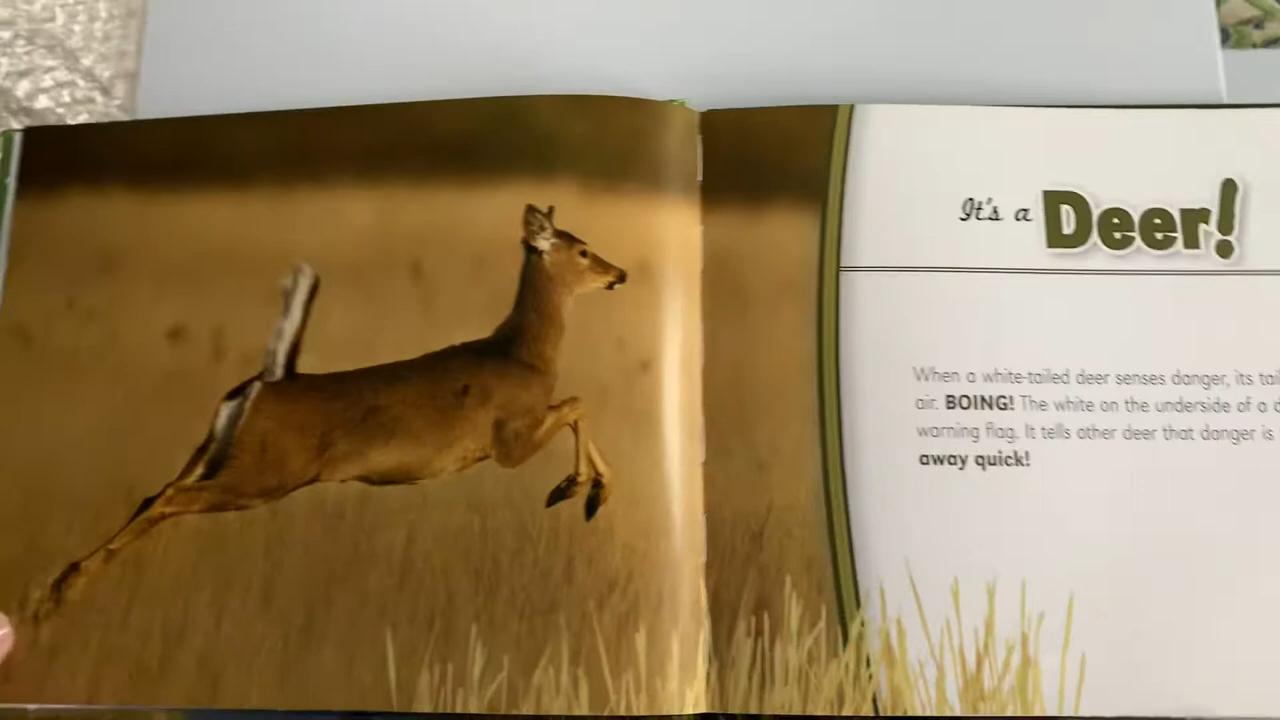 It's a Deer!
When a white-tailed deer senses danger, its
air. BOING! The white on the underside of a
warning flag. It tells other deer that danger is
away quick!